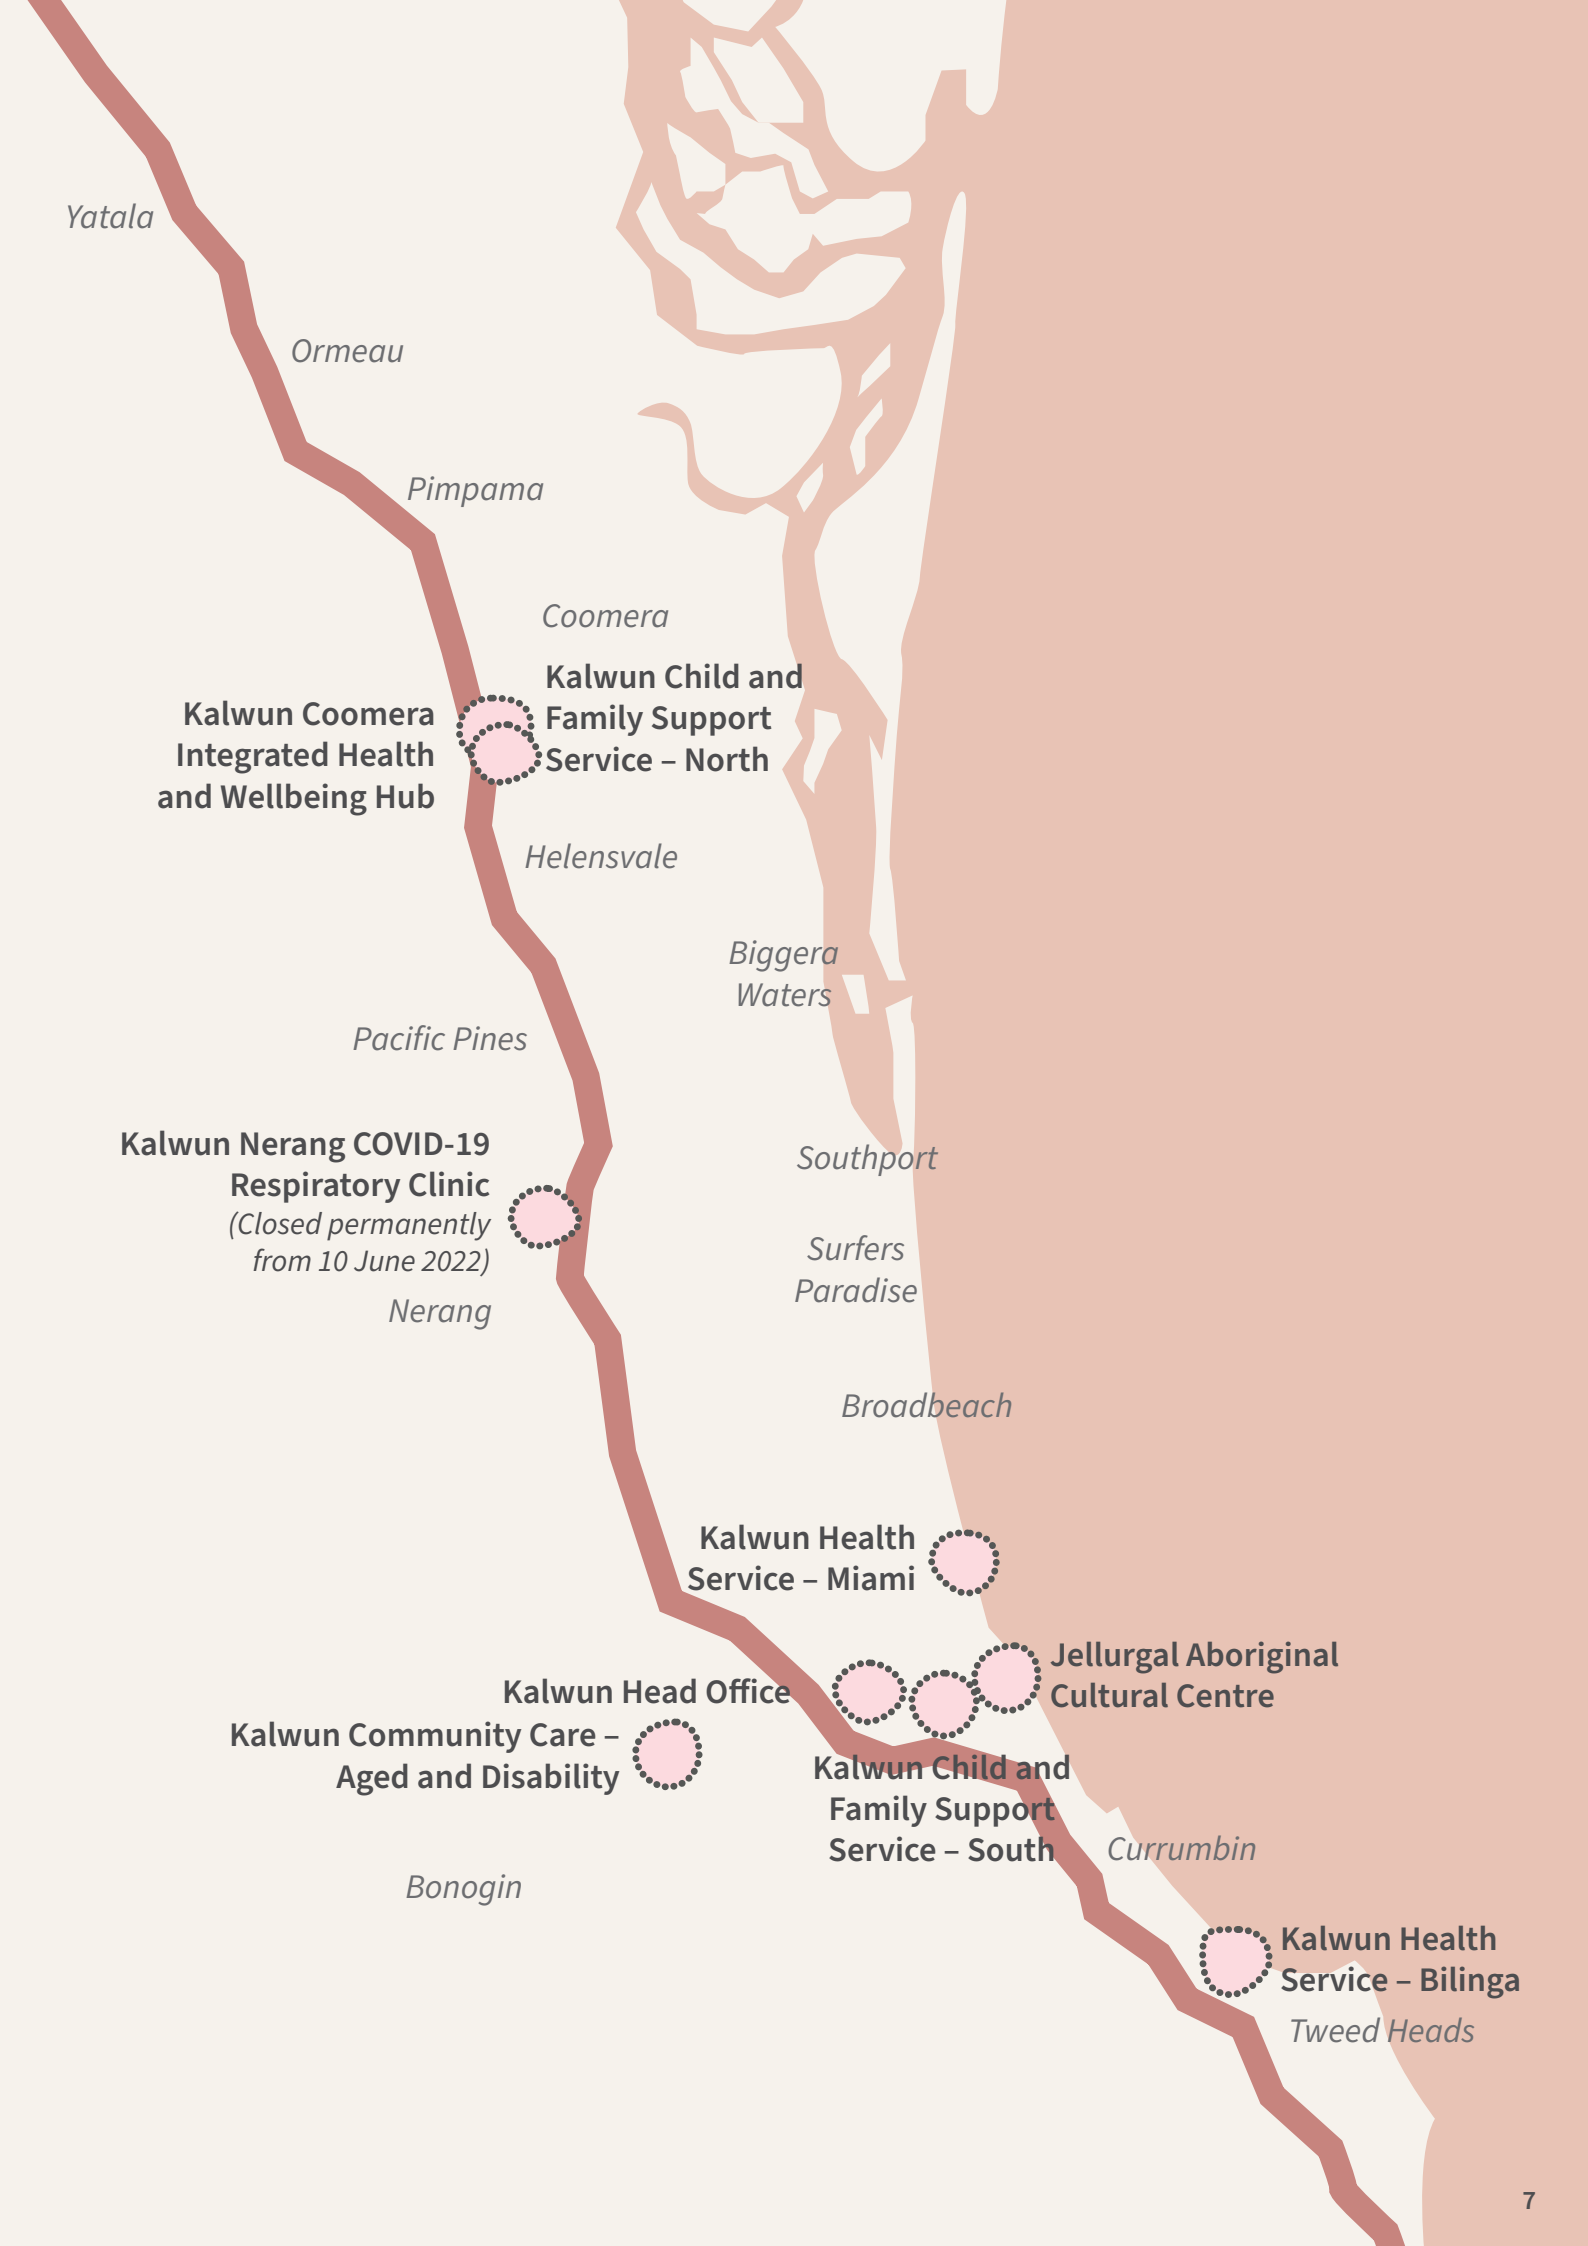 Yatala
Ormeau
Pimpama
Coomera
Kalwun Child and
Family Support
Service – North
Kalwun Coomera
Integrated Health
and Wellbeing Hub
Helensvale
Biggera
Waters
Pacific Pines
Kalwun Nerang COVID-19
Respiratory Clinic
(Closed permanently
from 10 June 2022)
Nerang
Southport
Surfers
Paradise
Broadbeach
Kalwun Health
Service – Miami
Jellurgal Aboriginal
Cultural Centre
Kalwun Head Office
Kalwun Community Care –
Aged and Disability
Kalwun Child and
Family Support
Service – South
Currumbin
Bonogin
Kalwun Health
Service – Bilinga
Tweed Heads
7